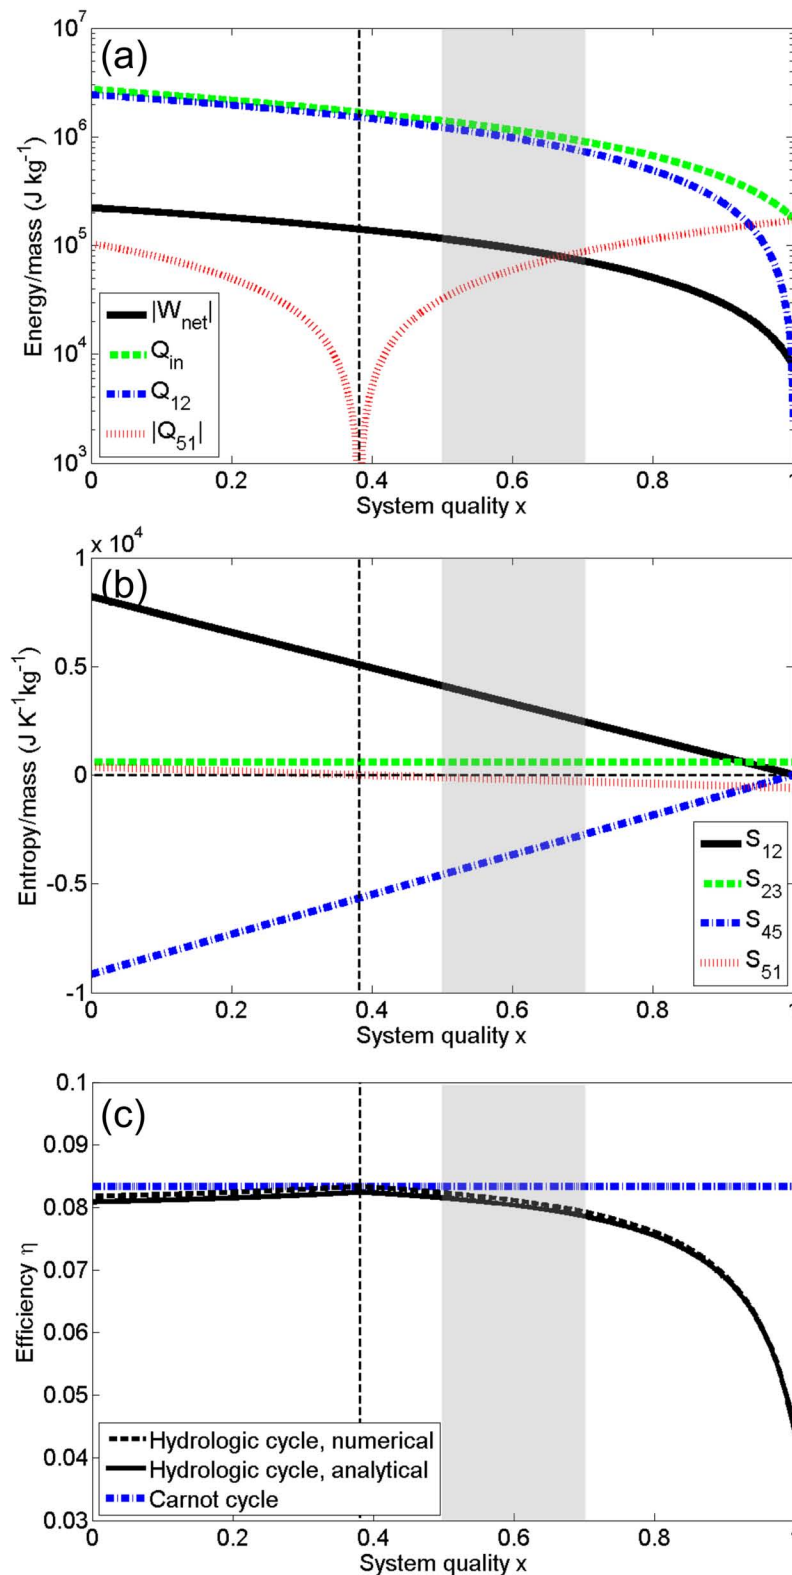 (a)
10^7
10^6
10^5
10^4
10^3
Energy/mass (J kg^-1)
|W_net|
Q_in
Q_12
|Q_51|
0 0.2 0.4 0.6 0.8 1
System quality x
(b)
x 10^4
1
0.5
0
-0.5
-1
Entropy/mass (J K^-1kg^-1)
S_12
S_23
S_45
S_51
0 0.2 0.4 0.6 0.8 1
System quality x
(c)
0.1
0.09
0.08
0.07
0.06
0.05
0.04
0.03
Efficiency η
Hydrologic cycle, numerical
Hydrologic cycle, analytical
Carnot cycle
0 0.2 0.4 0.6 0.8 1
System quality x